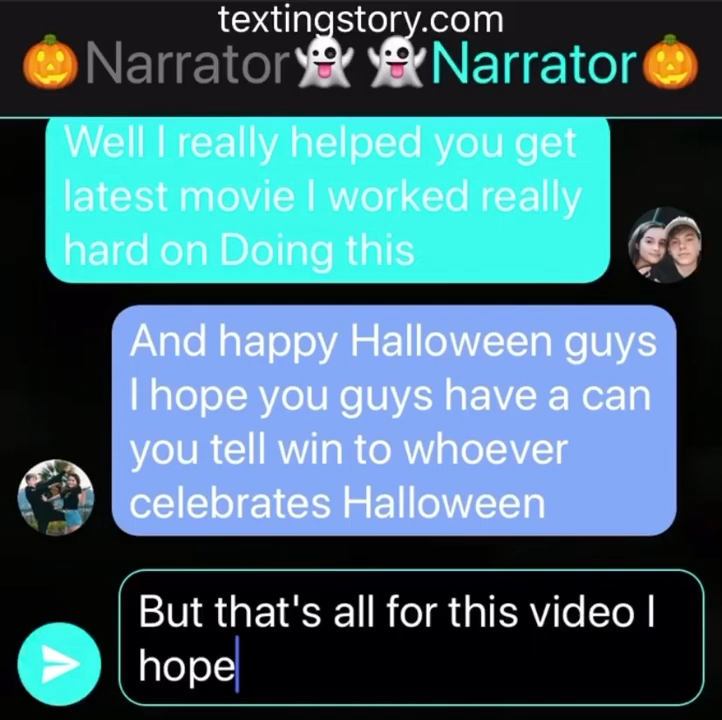 textingstory.com
🎃Narrator👻 👻Narrator🎃
Well I really helped you get
latest movie I worked really
hard on Doing this
And happy Halloween guys
I hope you guys have a can
you tell win to whoever
celebrates Halloween
But that's all for this video I
hope